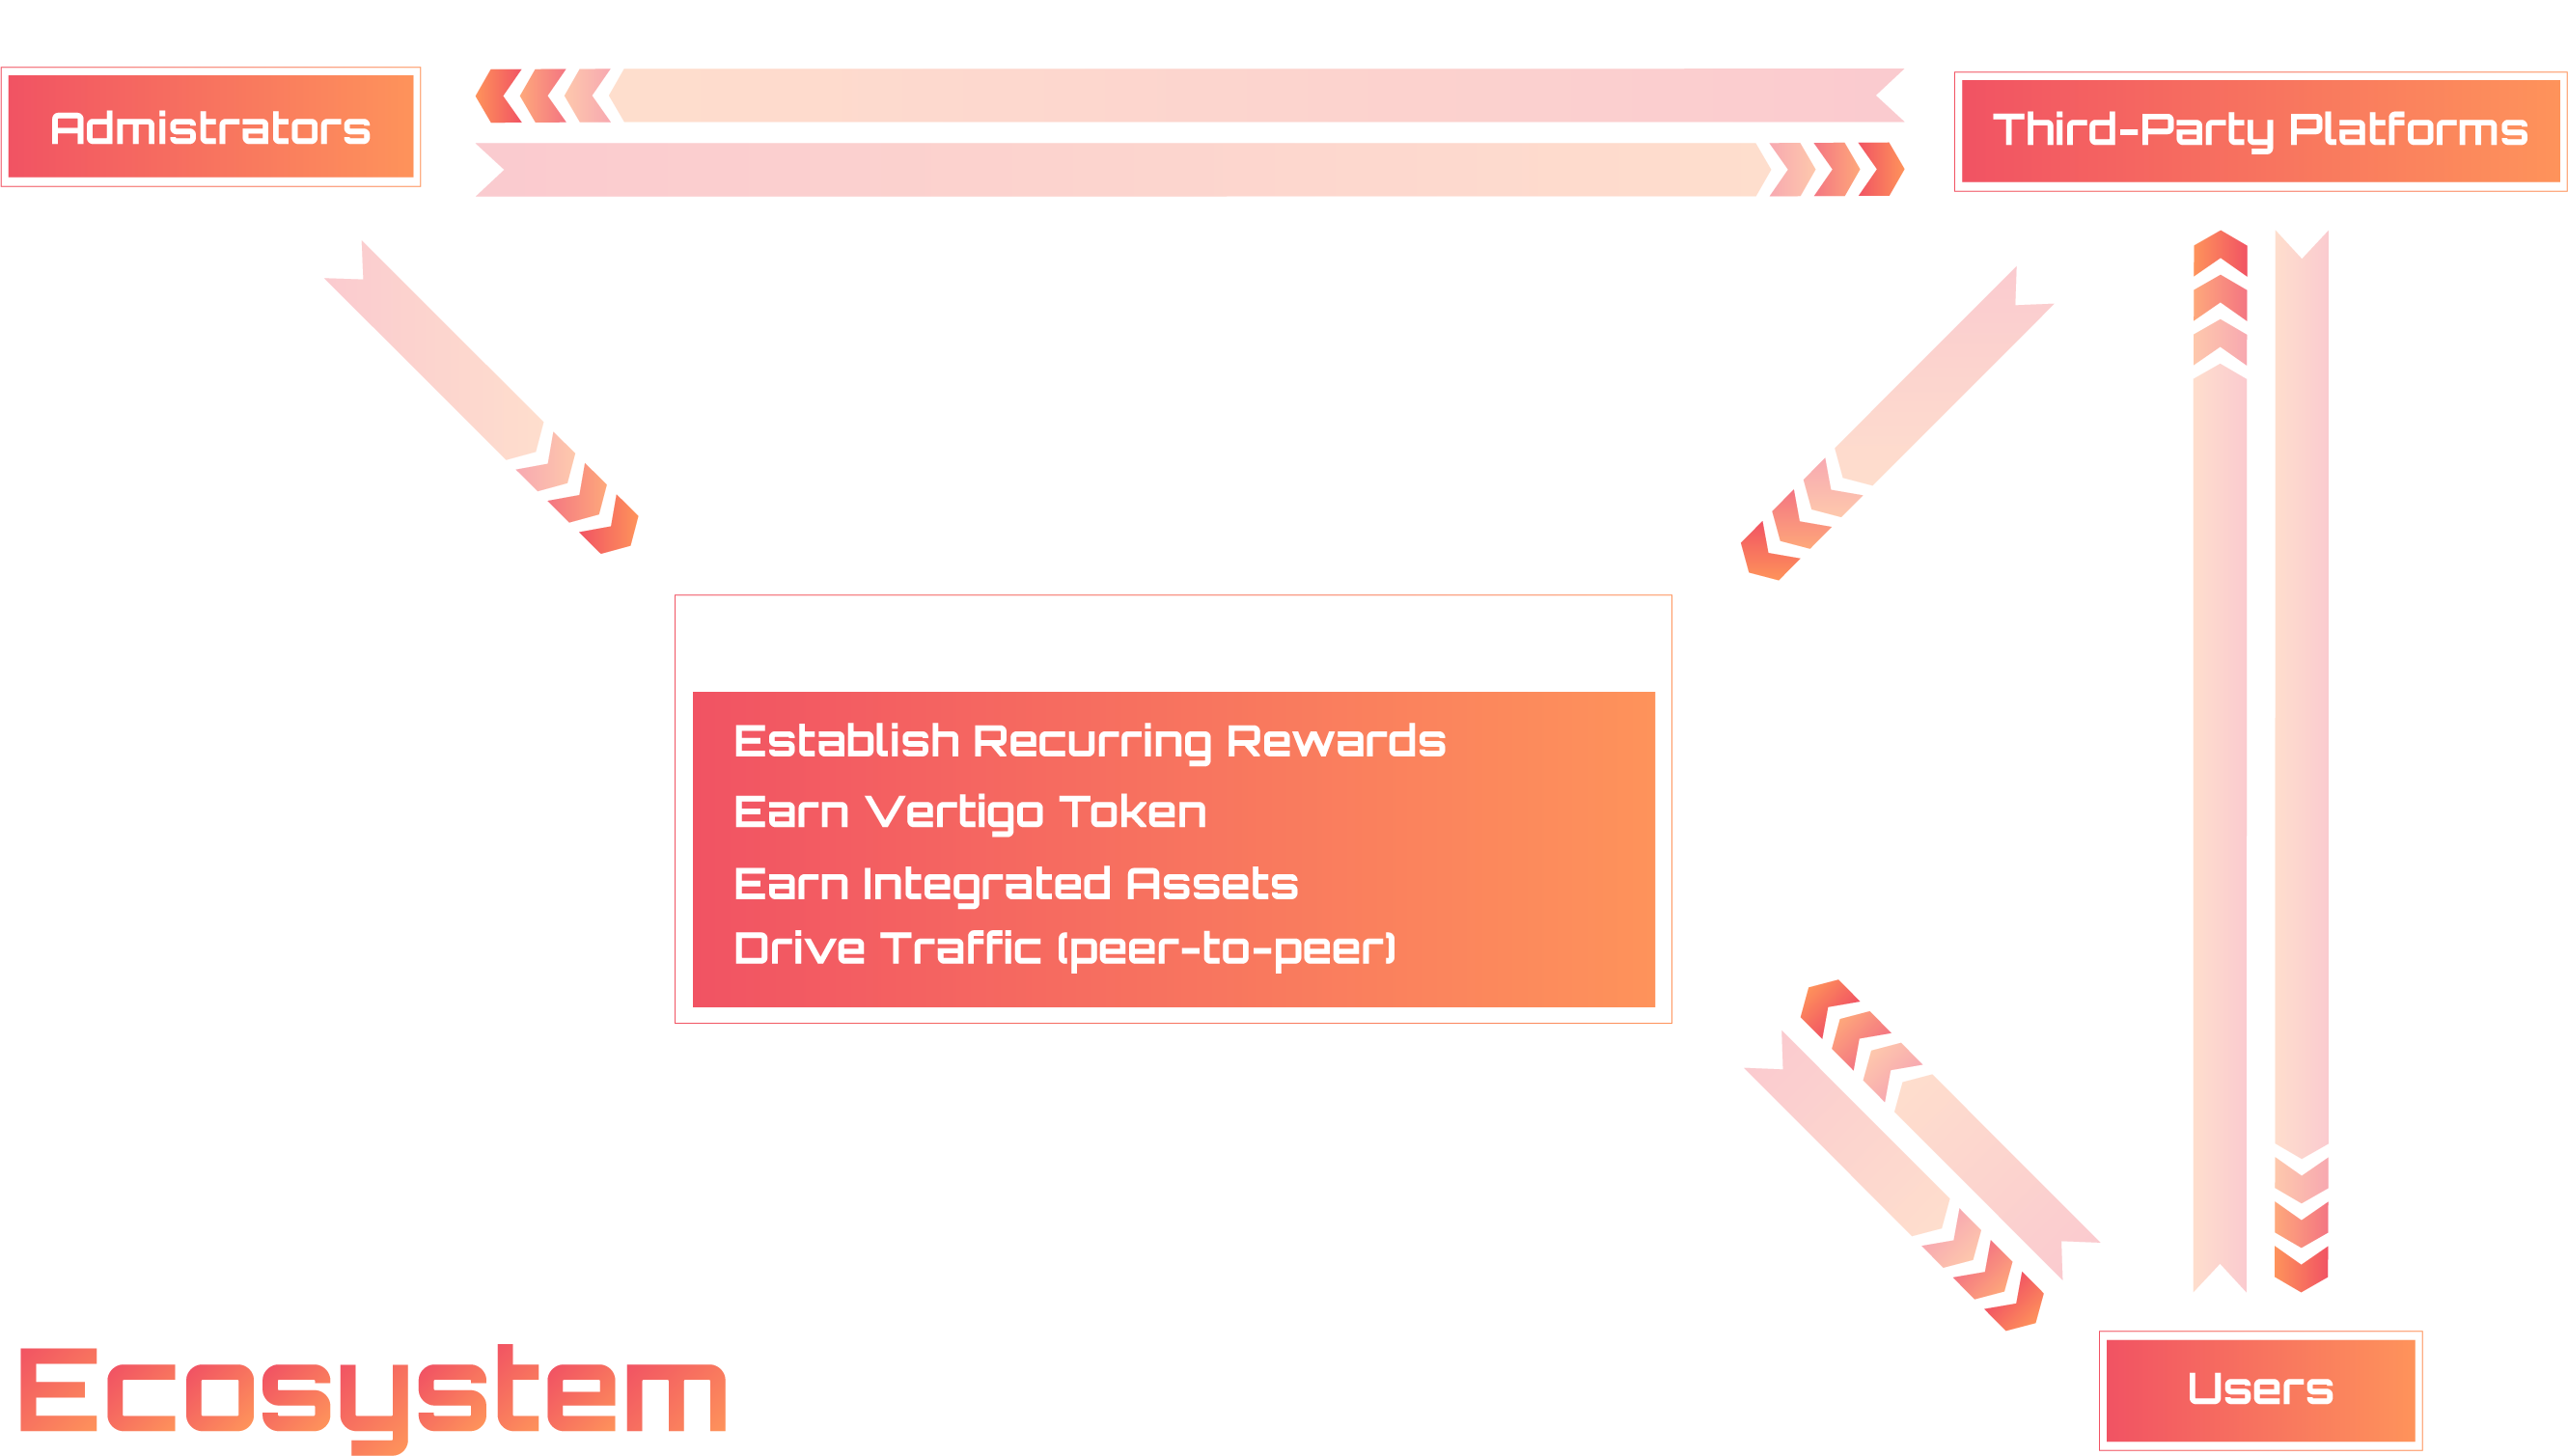 Admistrators
Third-Party Platforms
Establish Recurring Rewards
Earn Vertigo Token
Earn Integrated Assets
Drive Traffic (peer-to-peer)
Ecosystem
Users